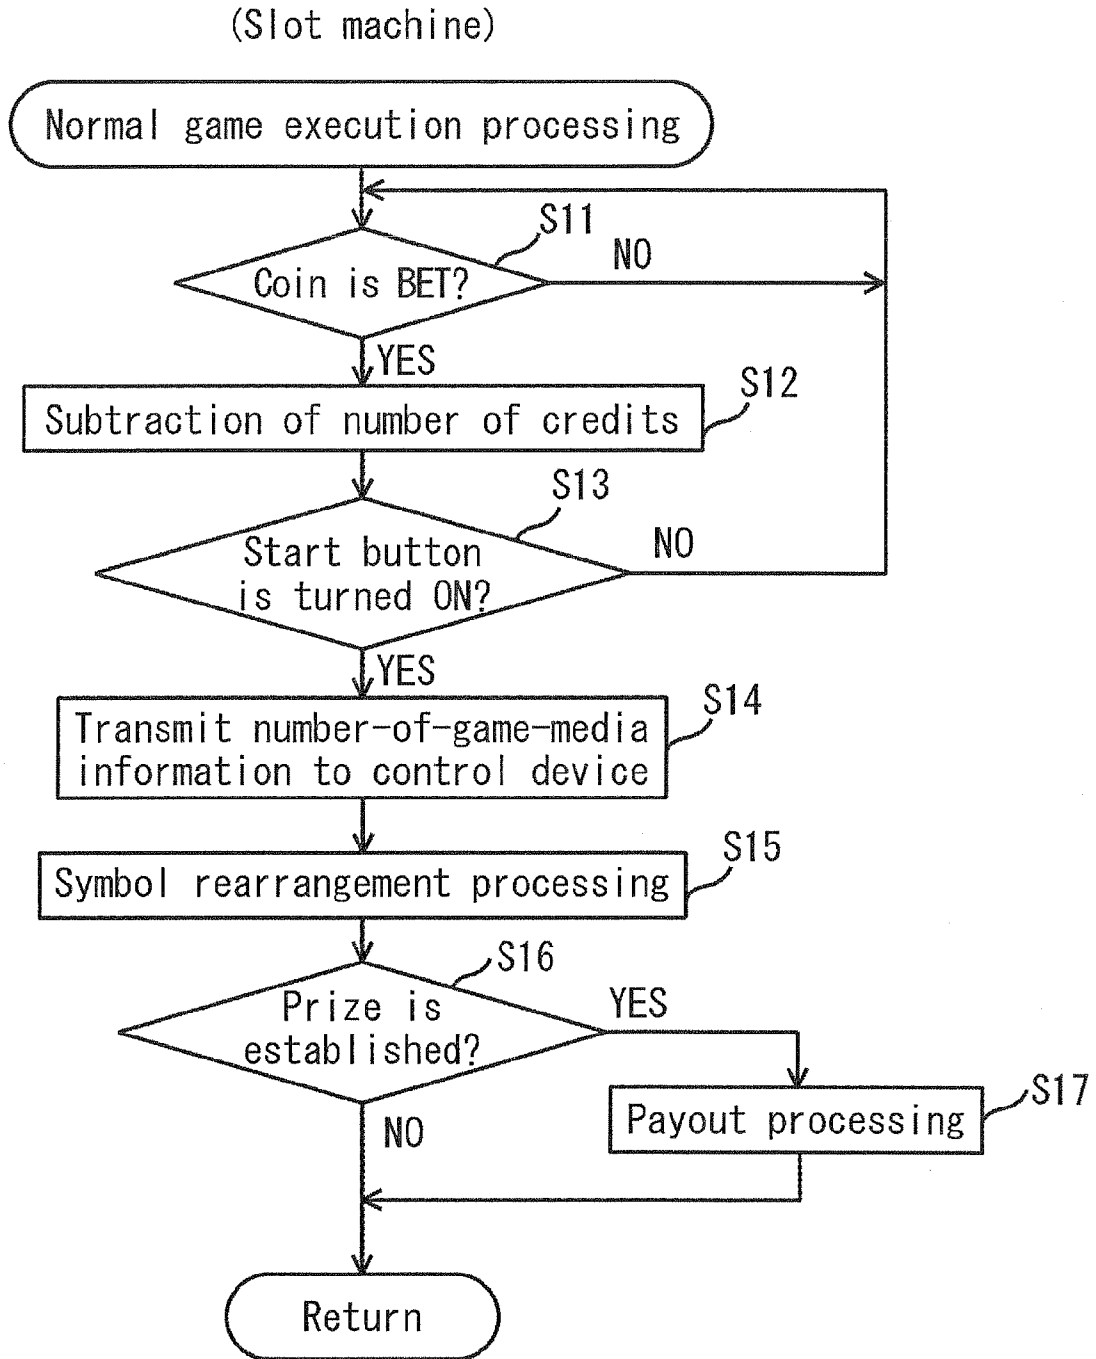 (Slot machine)
Normal game execution processing
S11
Coin is BET?
NO
YES
S12
Subtraction of number of credits
S13
Start button
is turned ON?
NO
YES
S14
Transmit number-of-game-media
information to control device
S15
Symbol rearrangement processing
S16
Prize is
established?
YES
S17
Payout processing
NO
Return